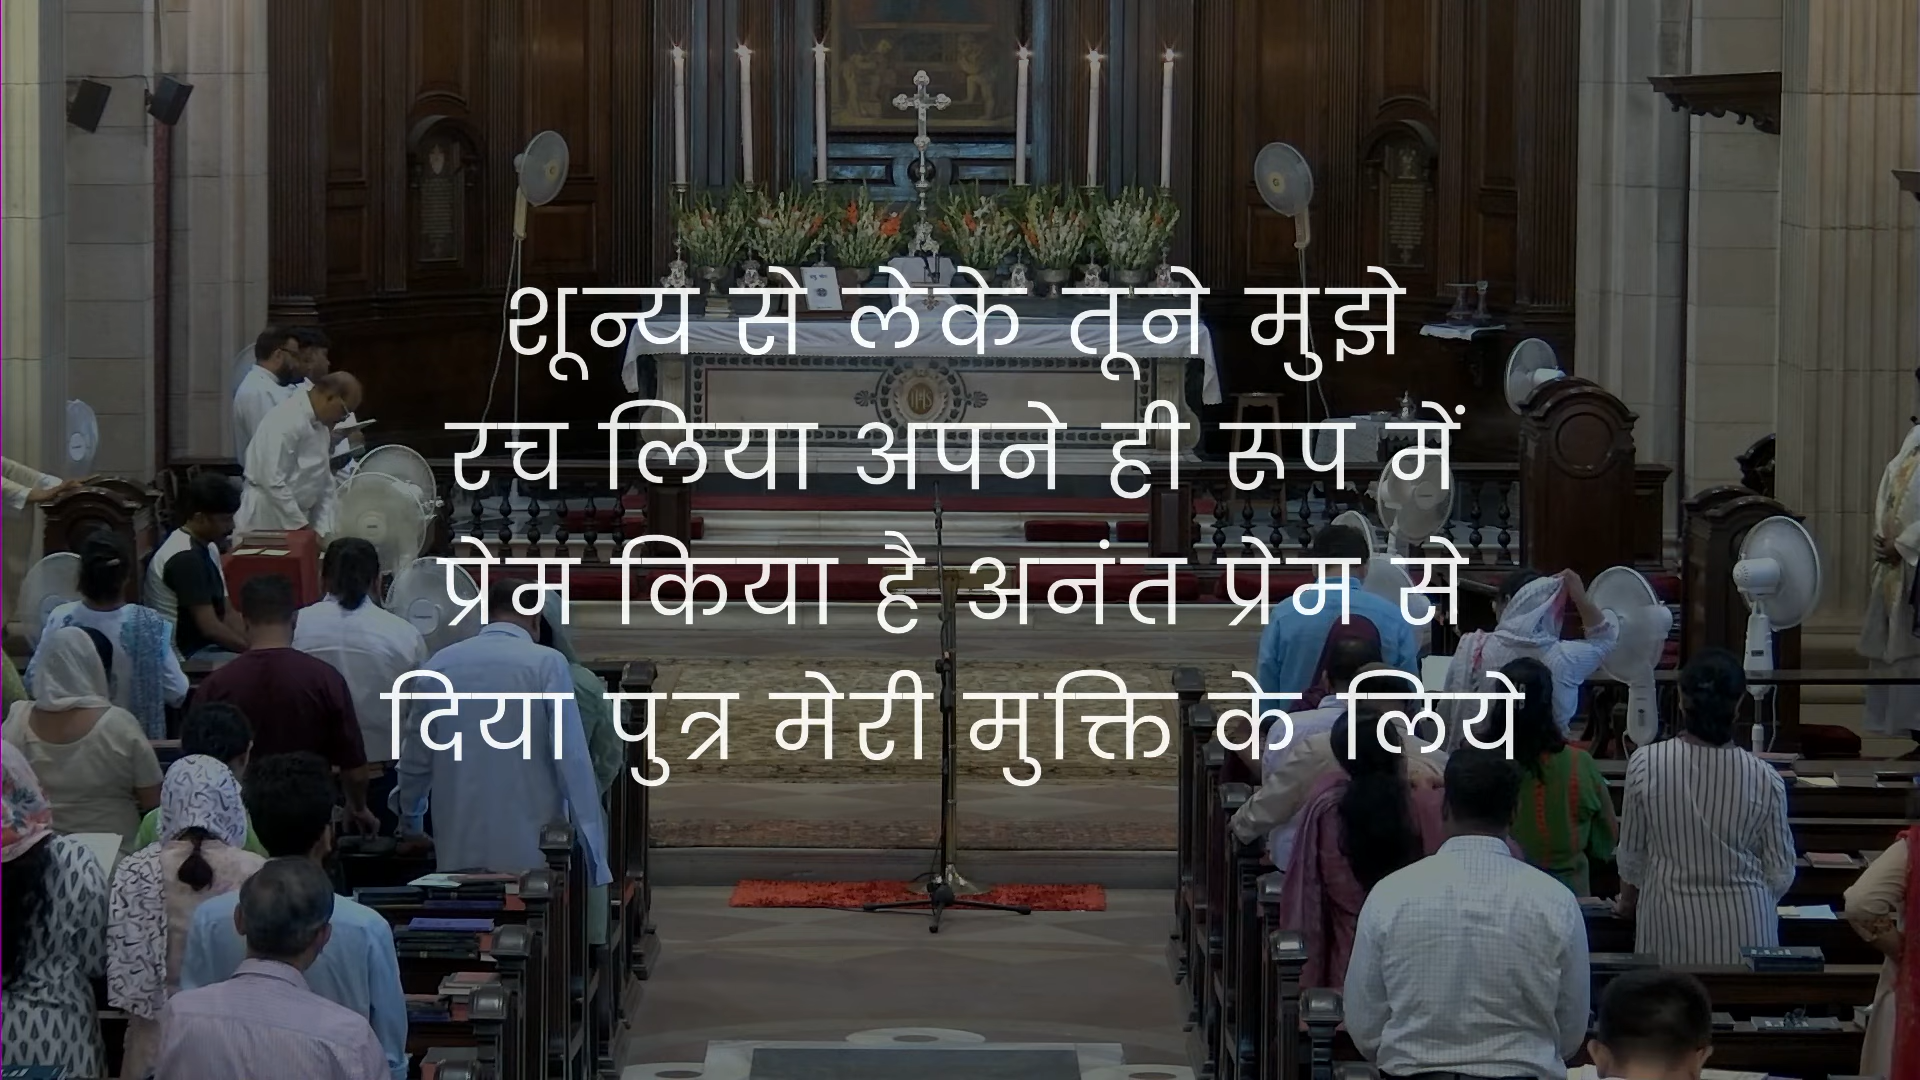 शून्य से लेके तूने मुझे
रच लिया अपने ही रूप में
प्रेम किया है अनंत प्रेम से
दिया पुत्र मेरी मुक्ति के लिये